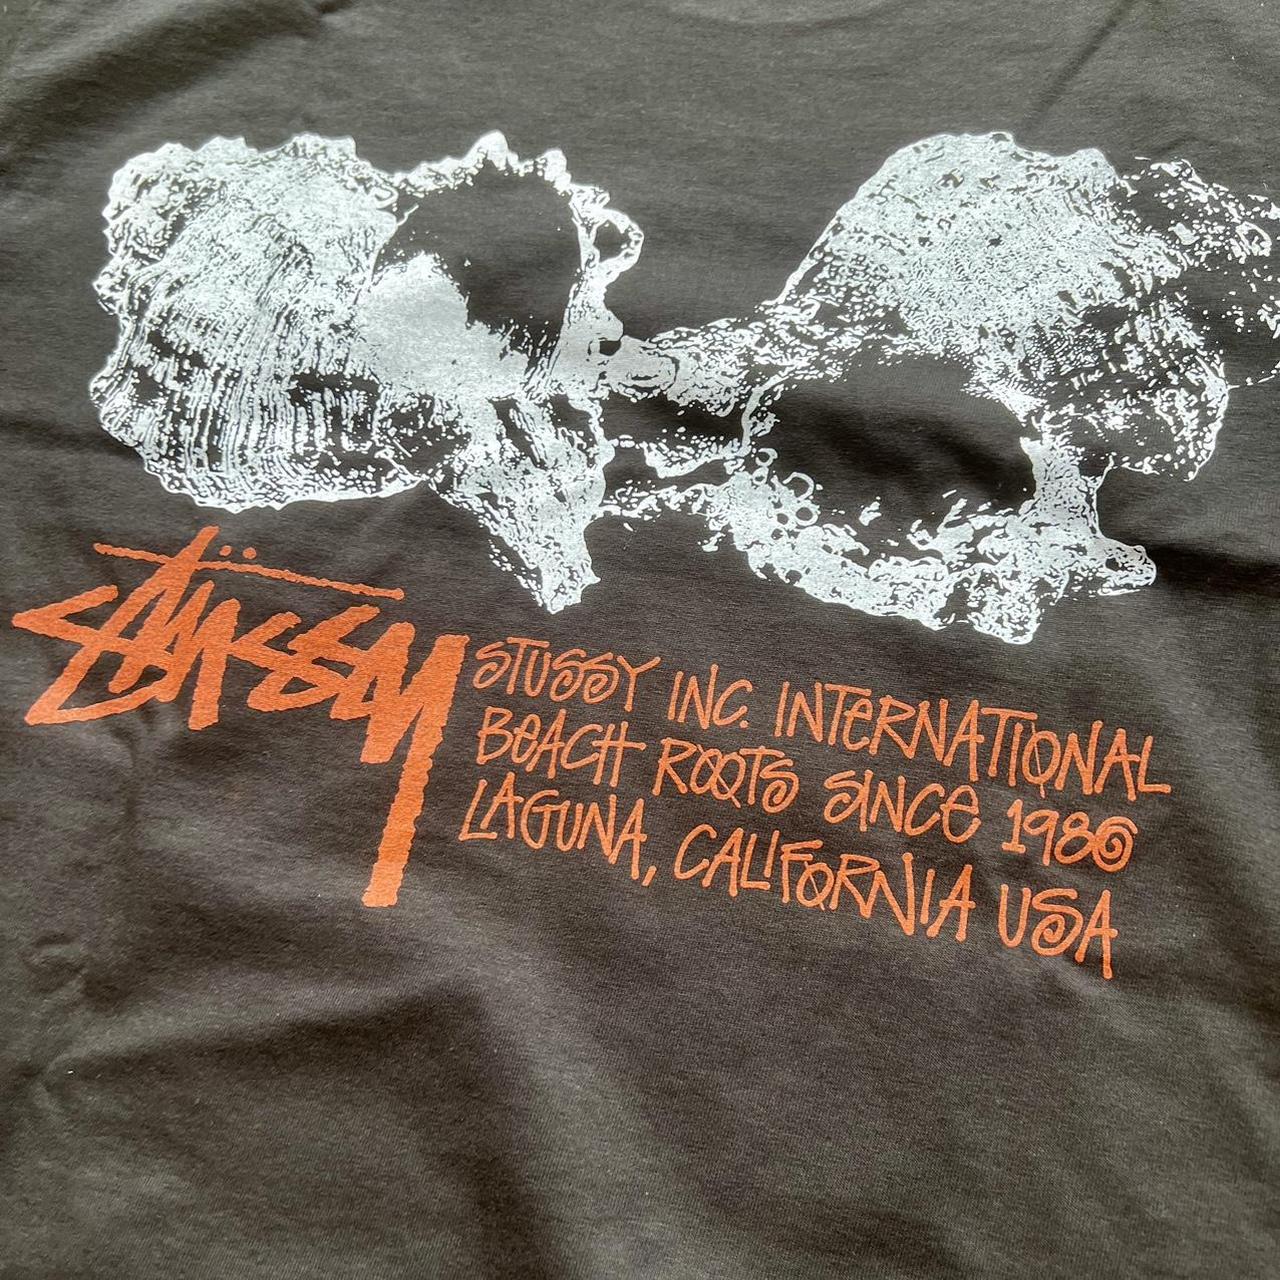 STÜSSY
STUSSY INC. INTERNATIONAL
BEACH ROOTS SINCE 1980
LAGUNA, CALIFORNIA USA